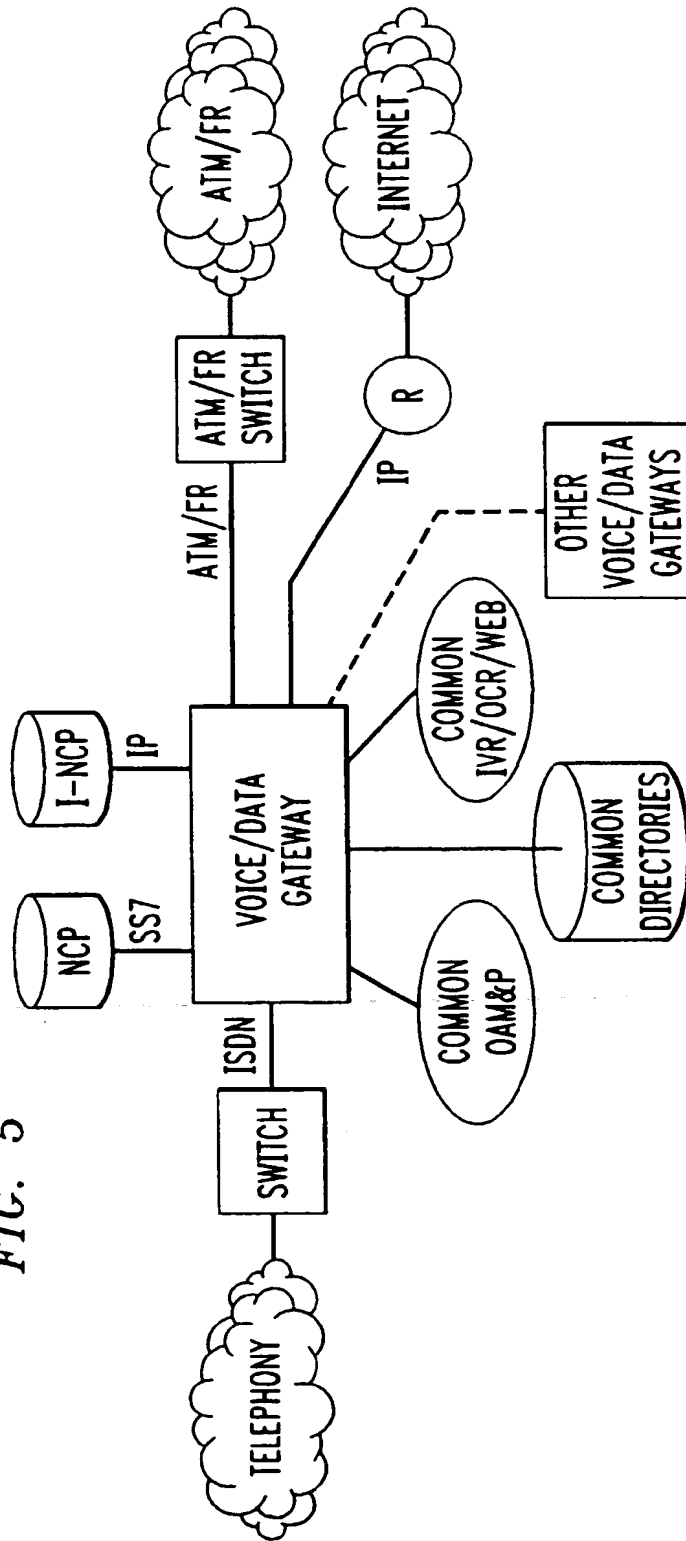 FIG. 5
NCP
SS7
I-NCP
IP
TELEPHONY
SWITCH
ISDN
VOICE/DATA
GATEWAY
ATM/FR
ATM/FR
SWITCH
ATM/FR
IP
R
INTERNET
COMMON
OAM&P
COMMON
DIRECTORIES
COMMON
IVR/OCR/WEB
OTHER
VOICE/DATA
GATEWAYS